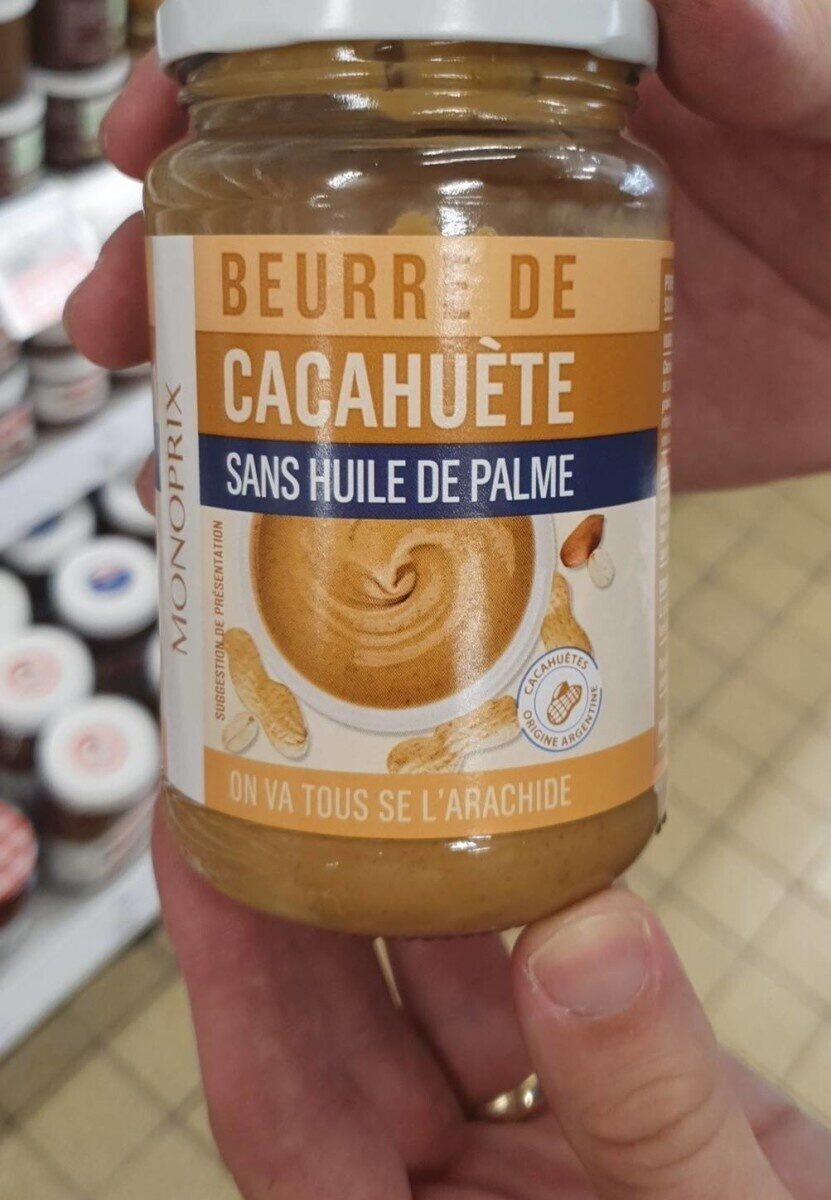 BEURRE DE
CACAHUÈTE
SANS HUILE DE PALME
MONOPRIX
SUGGESTION DE PRÉSENTATION
CACAHUÈTES
ORIGINE ARGENTINE
ON VA TOUS SE L'ARACHIDE